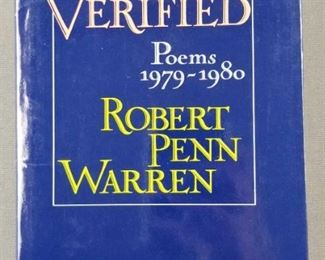 VERIFIED
Poems
1979-1980
ROBERT
PENN
WARREN